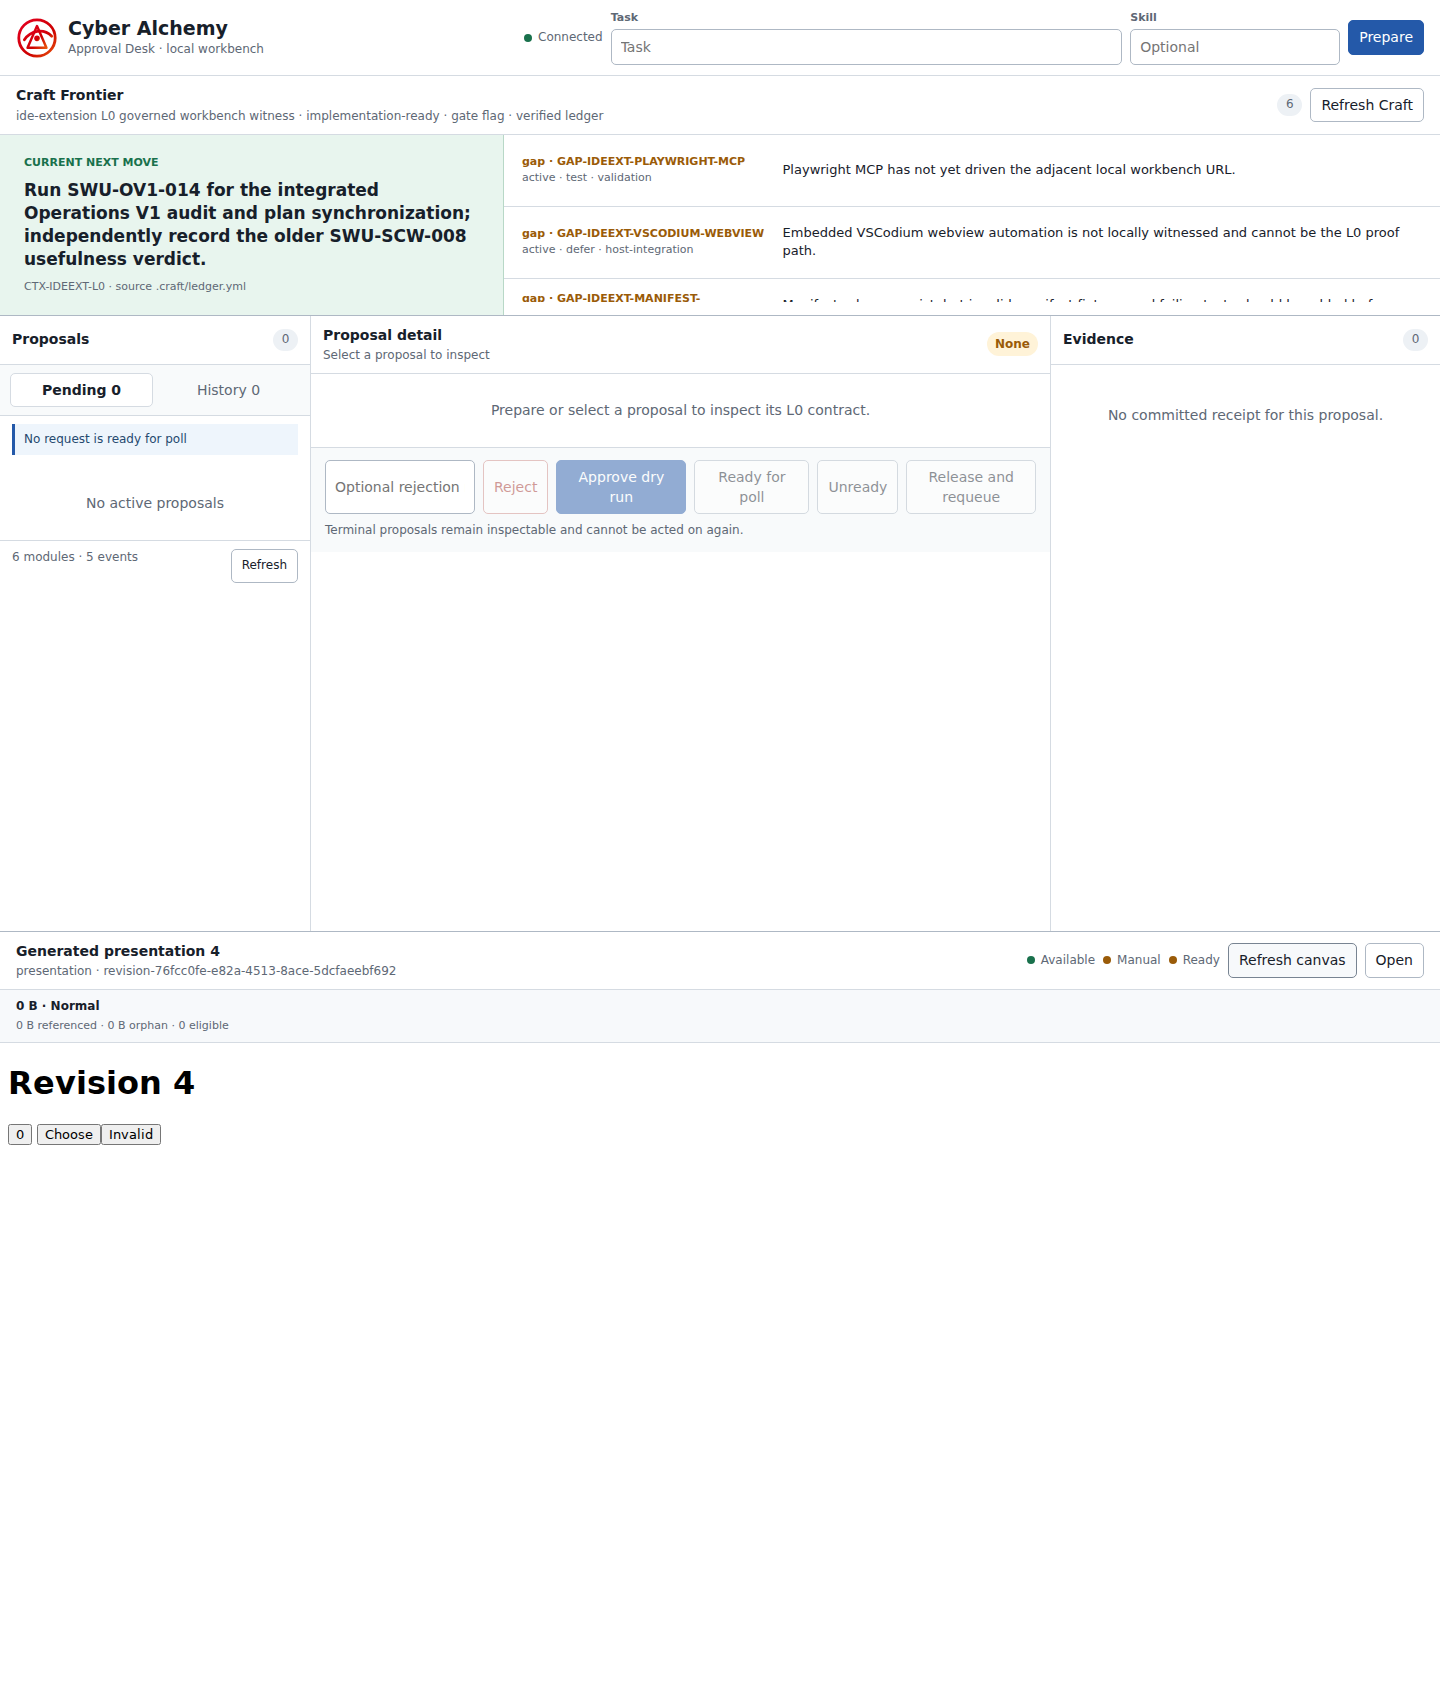 Cyber Alchemy
Approval Desk · local workbench
Connected
Task
Task
Skill
Optional
Prepare
Craft Frontier
ide-extension L0 governed workbench witness · implementation-ready · gate flag · verified ledger
6
Refresh Craft
CURRENT NEXT MOVE
Run SWU-OV1-014 for the integrated
Operations V1 audit and plan synchronization;
independently record the older SWU-SCW-008
usefulness verdict.
CTX-IDEEXT-L0 · source .craft/ledger.yml
gap · GAP-IDEEXT-PLAYWRIGHT-MCP
active · test · validation
Playwright MCP has not yet driven the adjacent local workbench URL.
gap · GAP-IDEEXT-VSCODIUM-WEBVIEW
active · defer · host-integration
Embedded VSCodium webview automation is not locally witnessed and cannot be the L0 proof
path.
gap · GAP-IDEEXT-MANIFEST-
Proposals
0
Pending 0
History 0
No request is ready for poll
No active proposals
6 modules · 5 events
Refresh
Proposal detail
Select a proposal to inspect
None
Prepare or select a proposal to inspect its L0 contract.
Optional rejection
Reject
Approve dry
run
Ready for
poll
Unready
Release and
requeue
Terminal proposals remain inspectable and cannot be acted on again.
Evidence
0
No committed receipt for this proposal.
Generated presentation 4
presentation · revision-76fcc0fe-e82a-4513-8ace-5dcfaeebf692
Available
Manual
Ready
Refresh canvas
Open
0 B · Normal
0 B referenced · 0 B orphan · 0 eligible
Revision 4
0
Choose
Invalid